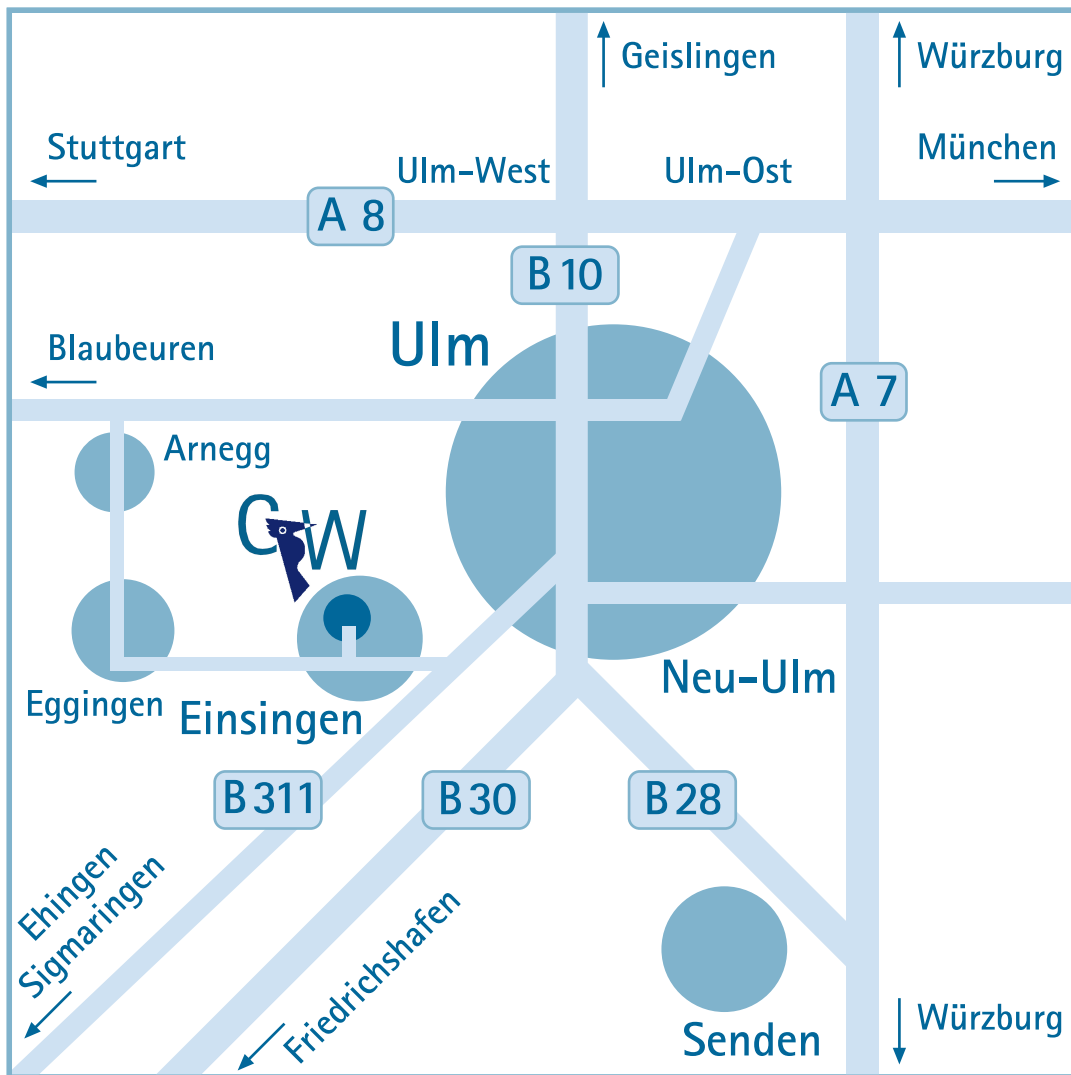 Geislingen
Würzburg
Stuttgart
München
Ulm-West
Ulm-Ost
A 8
B 10
Ulm
Blaubeuren
A 7
Arnegg
C W
Eggingen
Einsingen
Neu-Ulm
B 311
B 30
B 28
Ehingen
Sigmaringen
Friedrichshafen
Senden
Würzburg